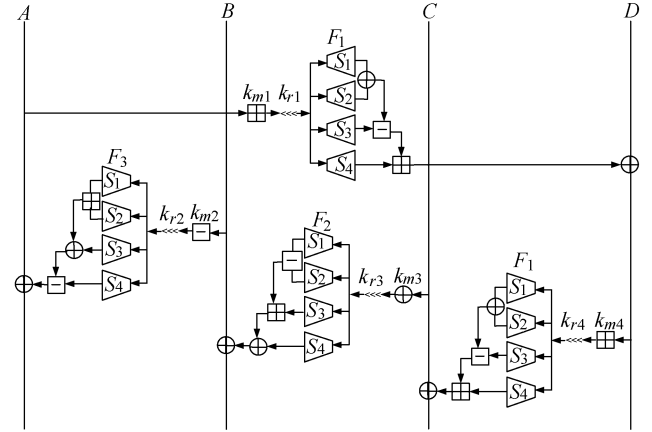 A B C D
F1
km1 kr1 S1
S2
S3
S4
F3
S1
S2 kr2 km2
S3
S4
F2
S1
S2 kr3 km3
S3
S4
F1
S1
S2 kr4 km4
S3
S4